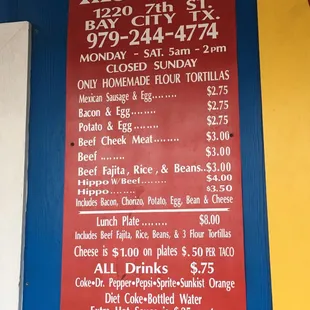 1220 7th ST.
BAY CITY TX.
979-244-4774
MONDAY - SAT. 5am - 2pm
CLOSED SUNDAY
ONLY HOMEMADE FLOUR TORTILLAS
Mexican Sausage & Egg........ $2.75
Bacon & Egg........ $2.75
Potato & Egg........ $2.75
Beef Cheek Meat....... $3.00
Beef ............... $3.00
Beef Fajita, Rice, & Beans..$3.00
Hippo W/Beef........ $4.00
Hippo................ $3.50
Includes Bacon, Chorizo, Potato, Egg, Bean & Cheese
Lunch Plate ........ $8.00
Includes Beef Fajita, Rice, Beans, & 3 Flour Tortillas
Cheese is $1.00 on plates $.50 PER TACO
ALL Drinks $.75
Coke•Dr. Pepper•Pepsi•Sprite•Sunkist Orange
Diet Coke•Bottled Water